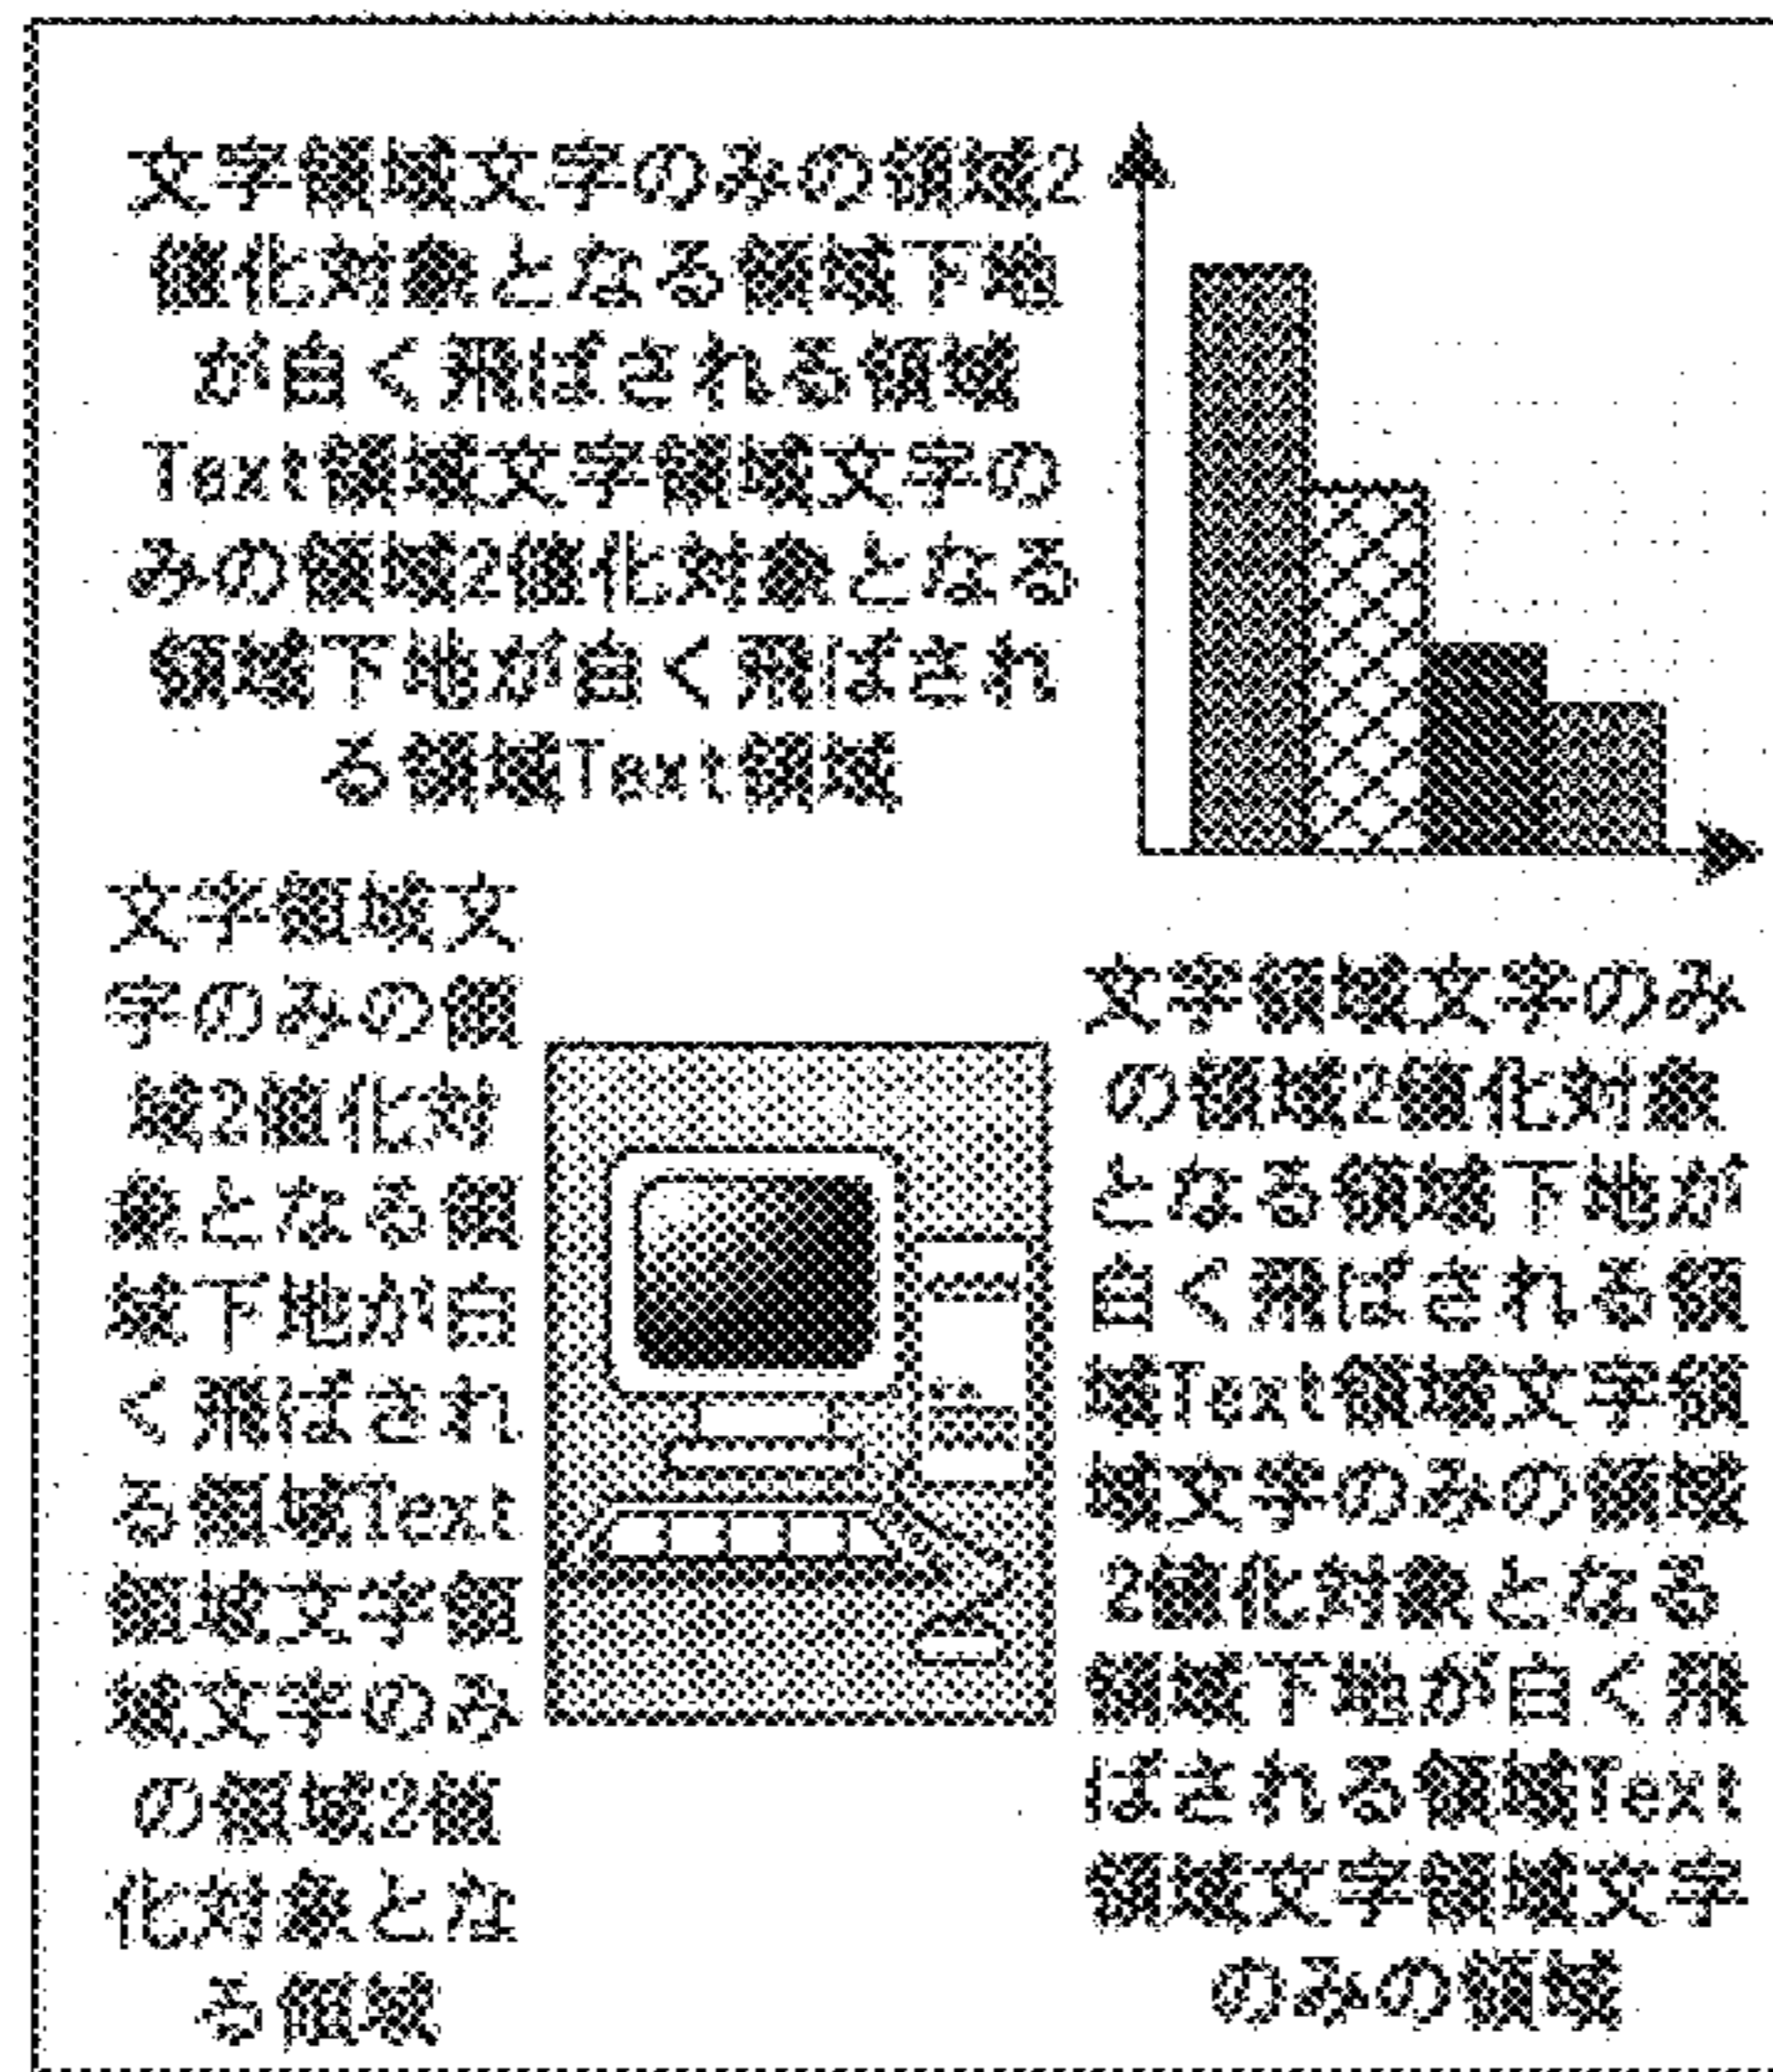 文字領域文字のみの領域2
値化対象となる領域下地
が白く飛ばされる領域
Text領域文字領域文字の
みの領域2値化対象となる
領域下地が白く飛ばされ
る領域Text領域
文字領域文
字のみの領
域2値化対
象となる領
域下地が白
く飛ばされ
る領域Text
領域文字領
域文字のみ
の領域2値
化対象とな
る領域
文字領域文字のみ
の領域2値化対象
となる領域下地が
白く飛ばされる領
域Text領域文字領
域文字のみの領域
2値化対象となる
領域下地が白く飛
ばされる領域Text
領域文字領域文字
のみの領域